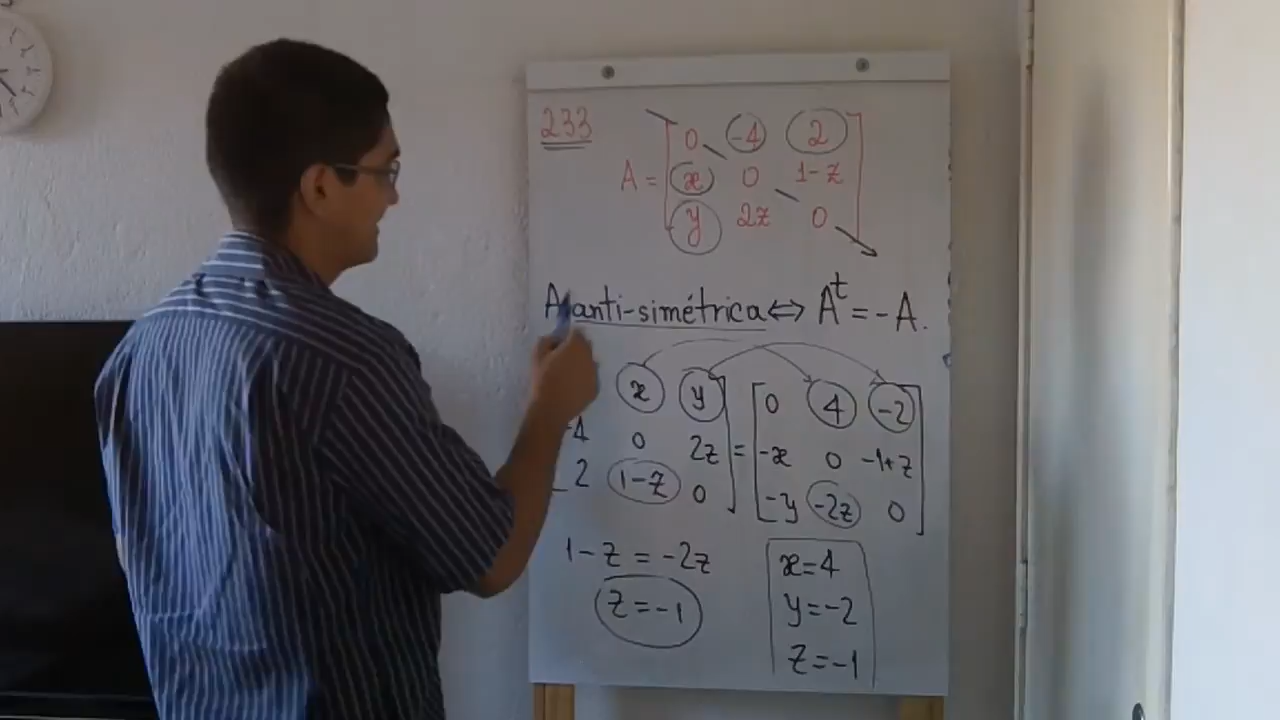 233
0 -4 2
A = x 0 1-z
y 2z 0
A anti-simétrica ⇔ Aᵗ = -A.
x y 0 4 -2
-4 0 2z = -x 0 -1+z
2 1-z 0 -y -2z 0
1-z = -2z x=4
z=-1 y=-2
z=-1